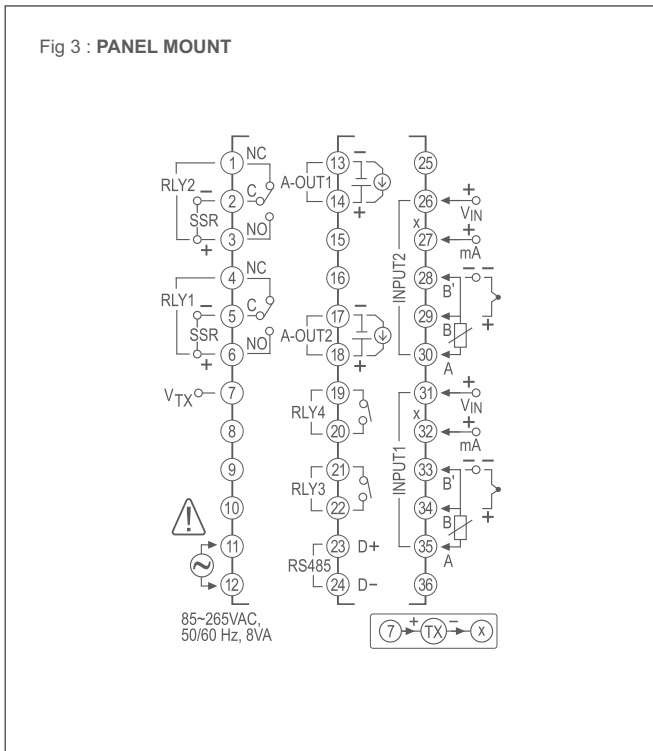 Fig 3 : PANEL MOUNT
1 NC
RLY2
2 C
− SSR +
3 NO
4 NC
RLY1
5 C
− SSR +
6 NO
VTX 7
8
9
10
11
12
85~265VAC,
50/60 Hz, 8VA
13 −
A-OUT1
14 +
15
16
17 −
A-OUT2
18 +
19
RLY4
20
21
RLY3
22
23 D+
RS485
24 D−
25
INPUT2
26 + VIN
x
27 + mA
28 B' − −
29 B +
30 A
INPUT1
31 + VIN
x
32 + mA
33 B' − −
34 B +
35 A
36
7 + TX − x